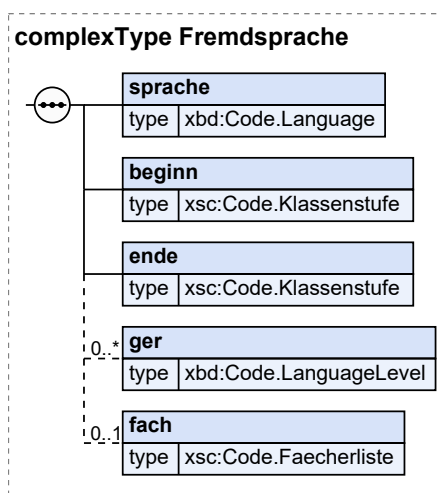 complexType Fremdsprache
sprache
type xbd:Code.Language
beginn
type xsc:Code.Klassenstufe
ende
type xsc:Code.Klassenstufe
0..* ger
type xbd:Code.LanguageLevel
0..1 fach
type xsc:Code.Faecherliste